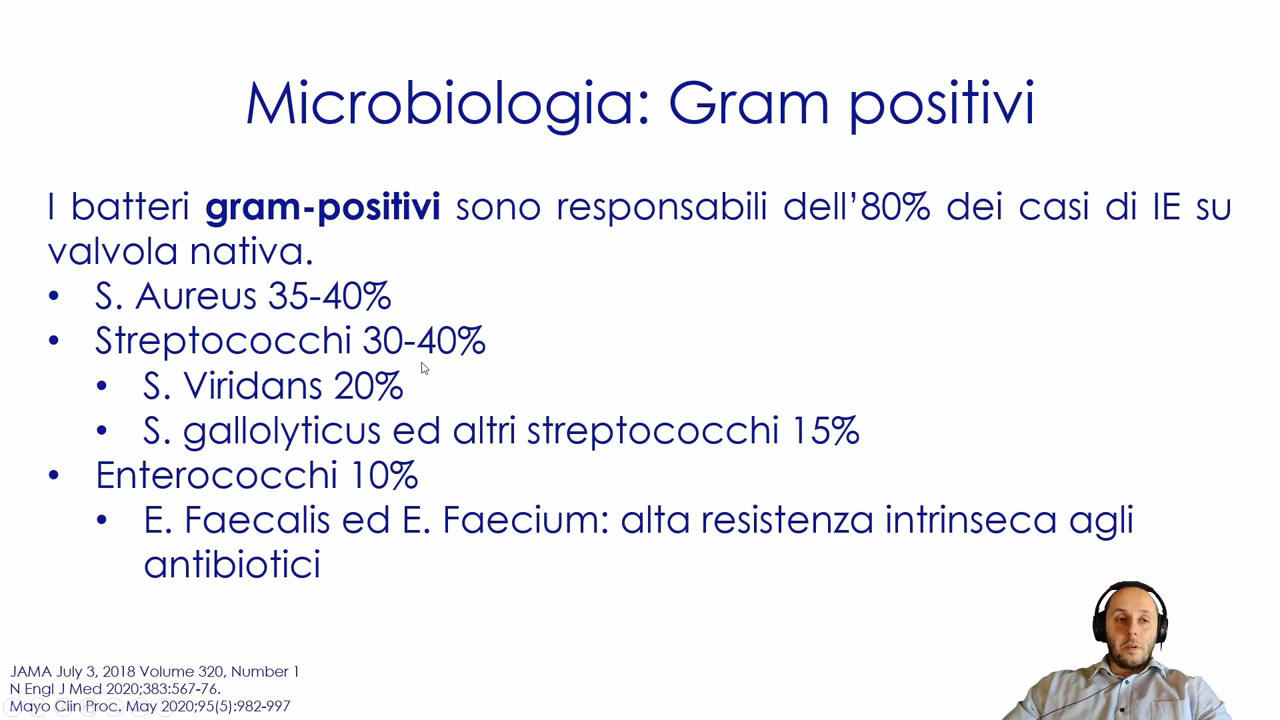 Microbiologia: Gram positivi
I batteri gram-positivi sono responsabili dell'80% dei casi di IE su
valvola nativa.
• S. Aureus 35-40%
• Streptococchi 30-40%
• S. Viridans 20%
• S. gallolyticus ed altri streptococchi 15%
• Enterococchi 10%
• E. Faecalis ed E. Faecium: alta resistenza intrinseca agli
antibiotici
JAMA July 3, 2018 Volume 320, Number 1
N Engl J Med 2020;383:567-76.
Mayo Clin Proc. May 2020;95(5):982-997